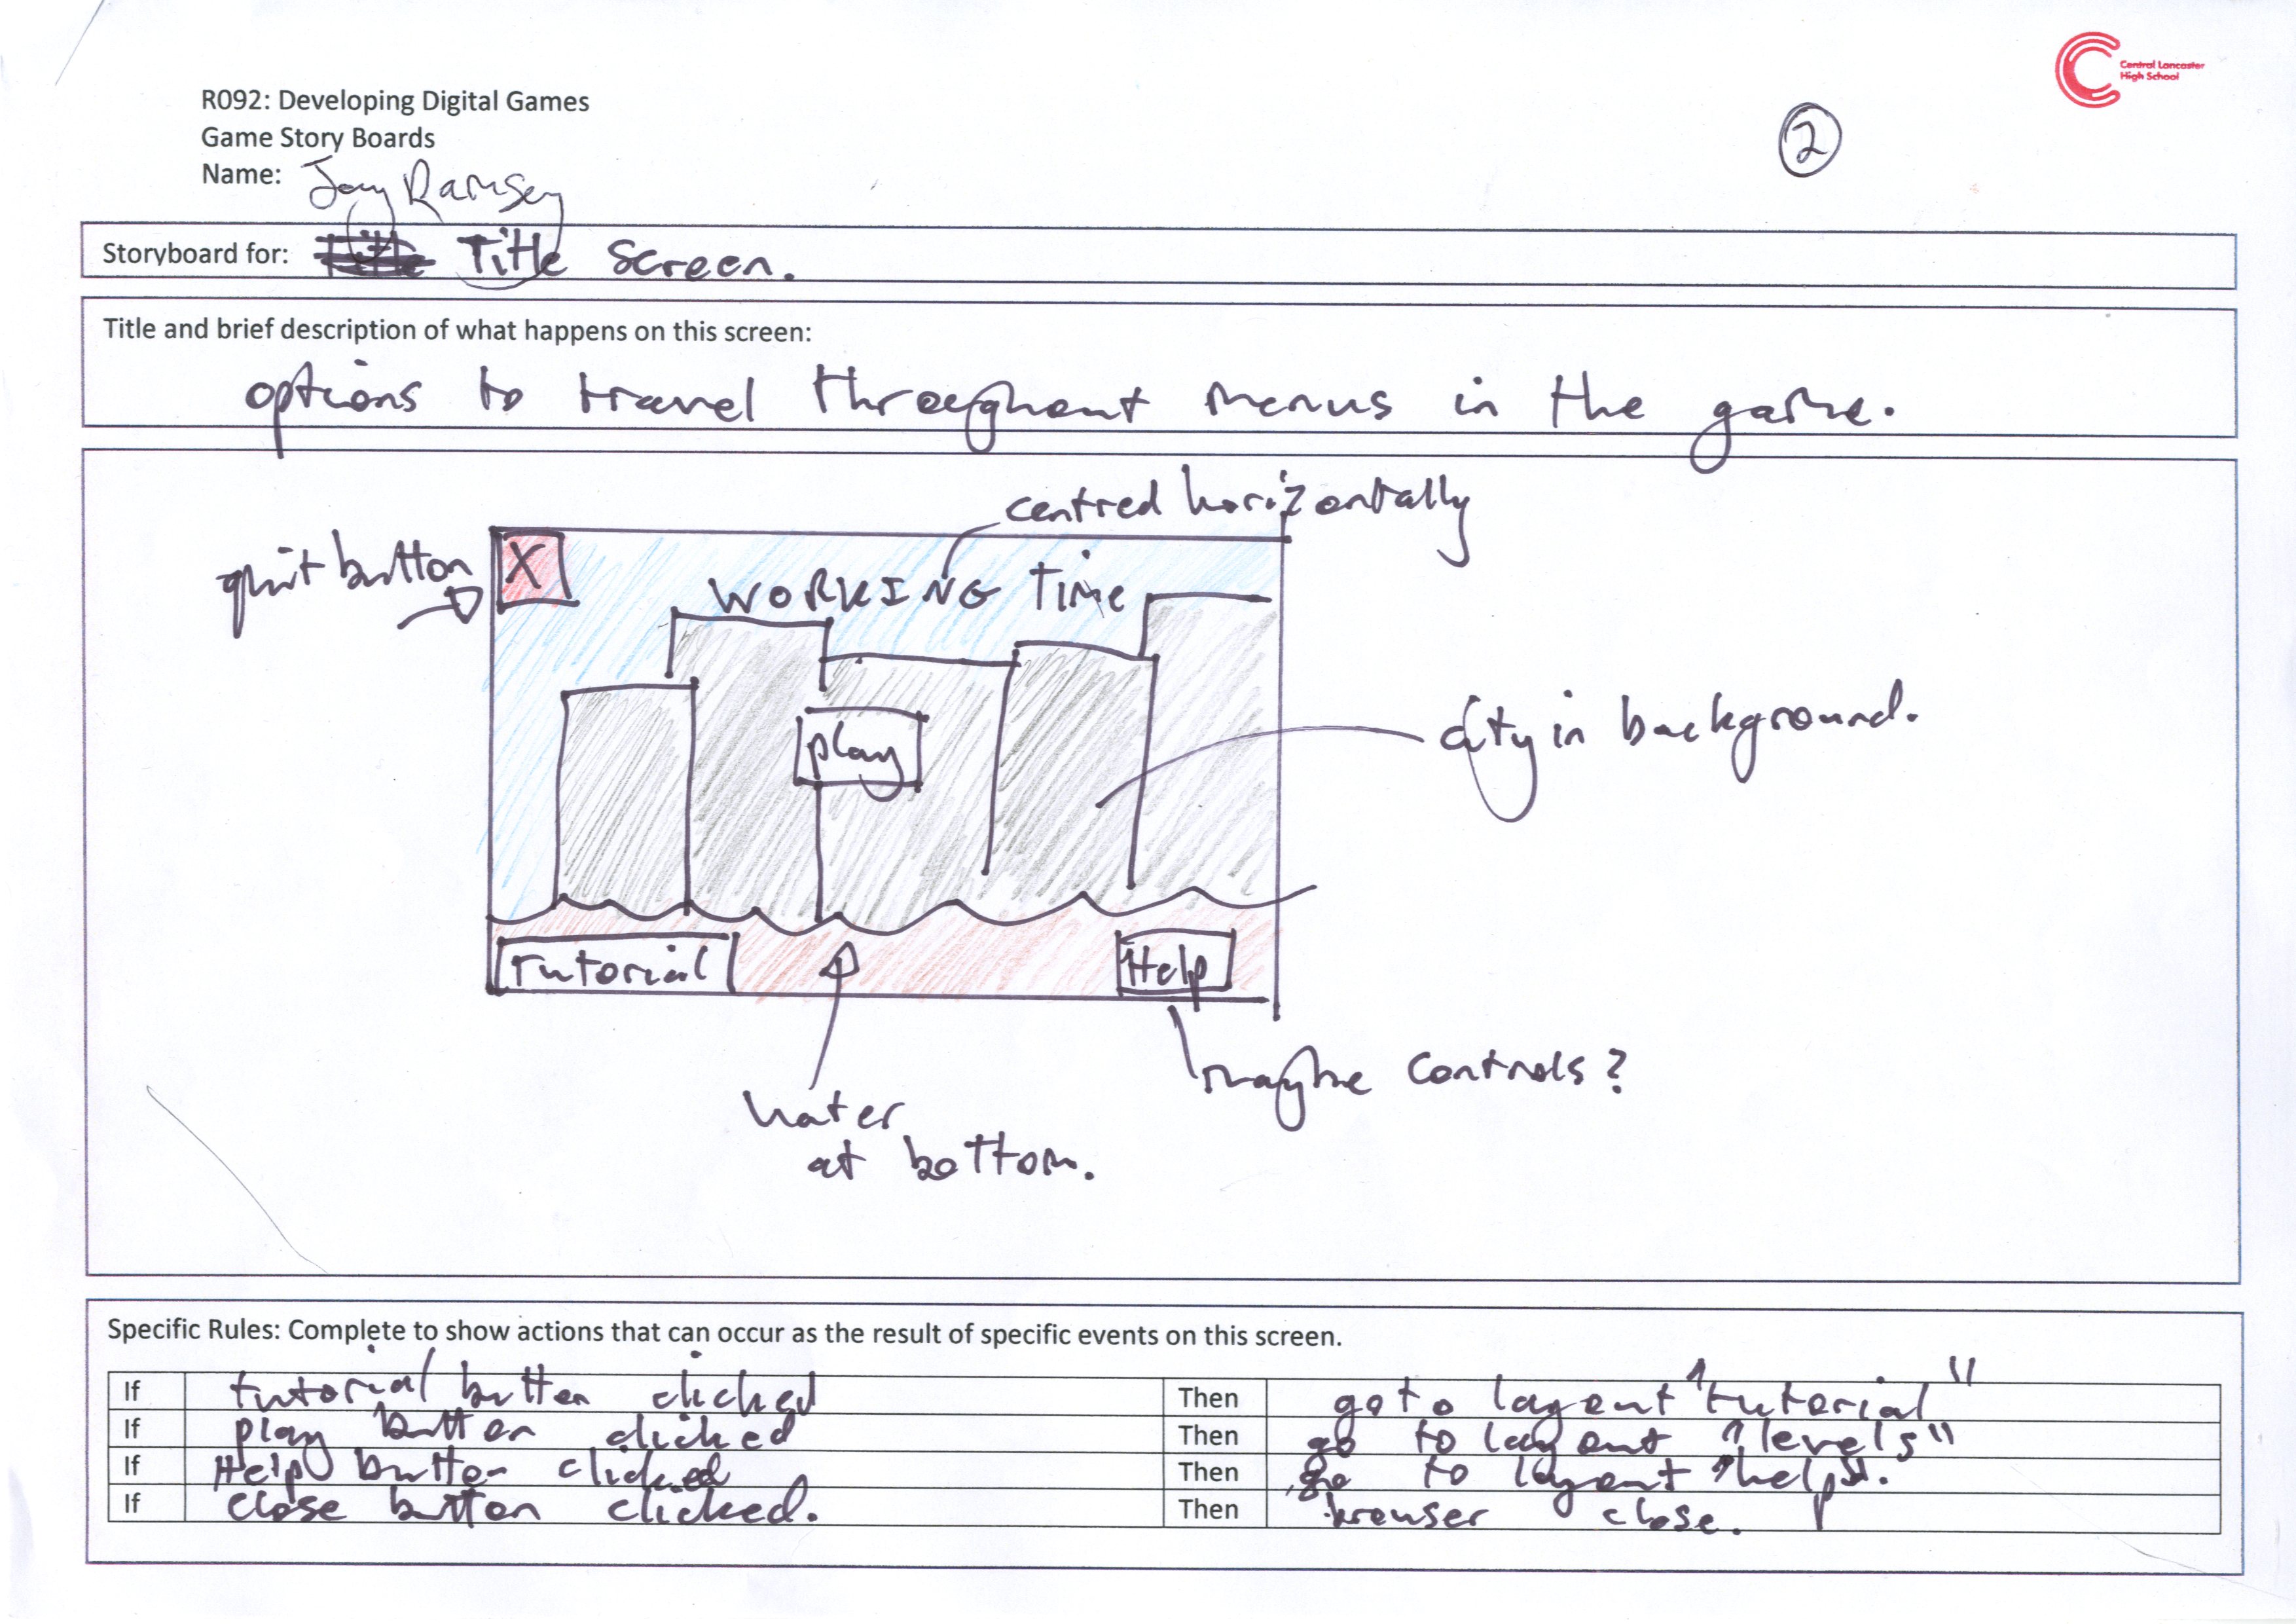 Central Lancaster
High School
R092: Developing Digital Games
Game Story Boards
Name: Jay Ramsey
2
Storyboard for: Title Screen.
Title and brief description of what happens on this screen:
options to travel throughout menus in the game.
centred horizontally
quit button
X
WORKING Time
play
city in background.
Tutorial
Help
maybe controls?
water
at bottom.
Specific Rules: Complete to show actions that can occur as the result of specific events on this screen.
If tutorial button clicked Then go to layout "tutorial"
If play button clicked Then go to layout "levels"
If Help button clicked Then go to layout "help".
If close button clicked. Then browser close.